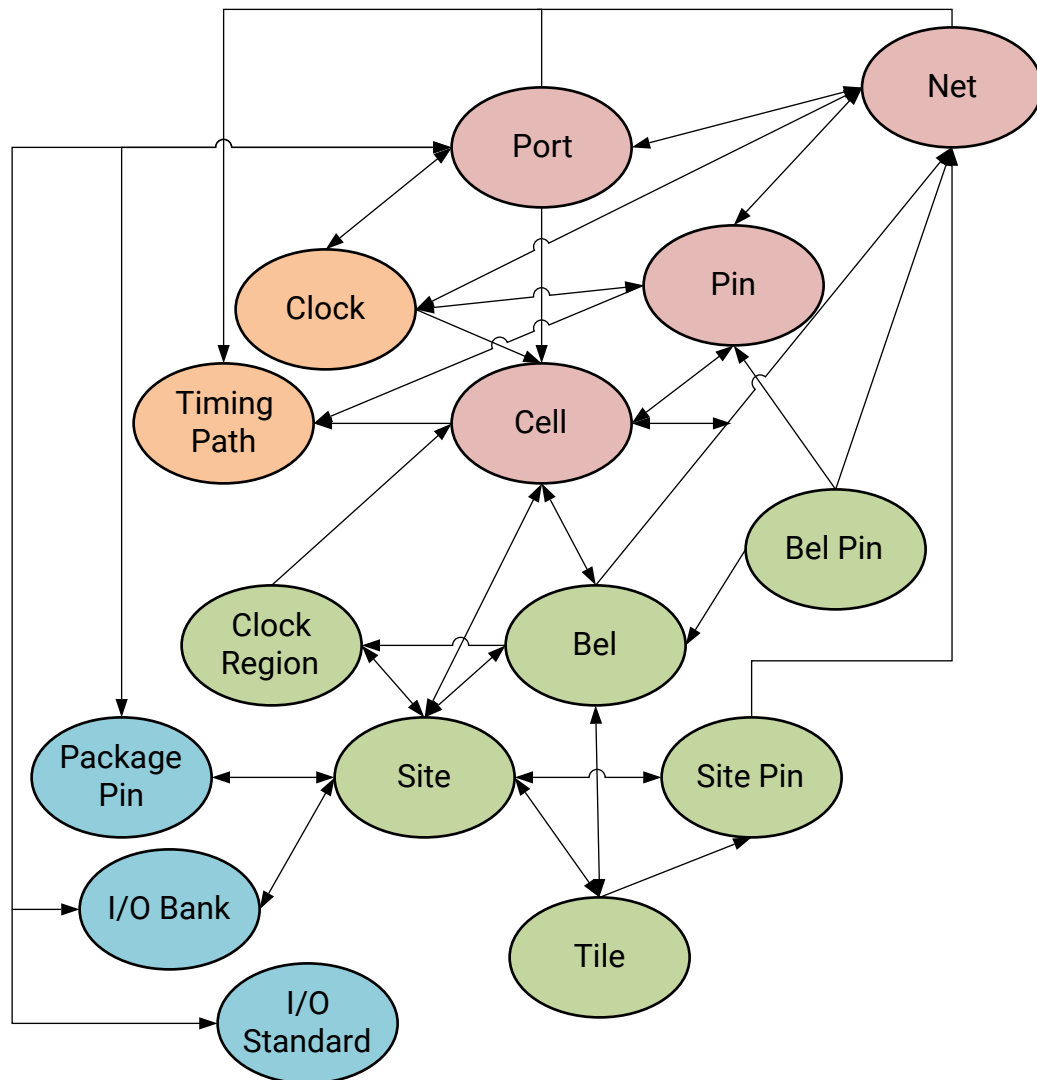 Net
Port
Pin
Clock
Timing
Path
Cell
Bel Pin
Clock
Region
Bel
Package
Pin
Site
Site Pin
I/O Bank
Tile
I/O
Standard